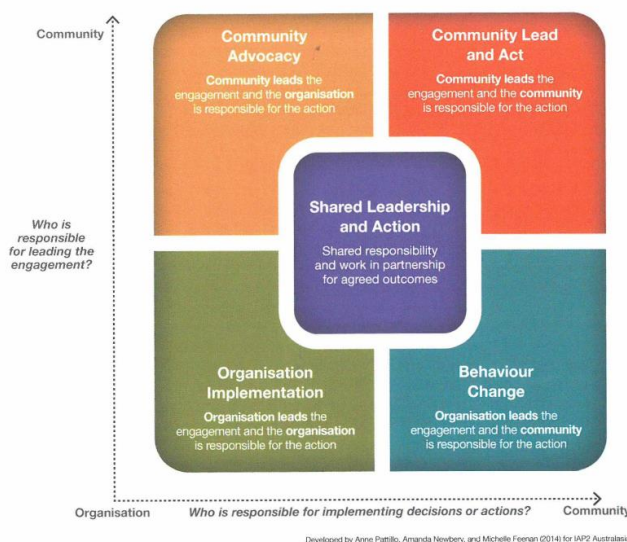 Community
Community
Advocacy
Community leads the
engagement and the organisation
is responsible for the action
Community Lead
and Act
Community leads the
engagement and the community
is responsible for the action
Who is
responsible
for leading the
engagement?
Shared Leadership
and Action
Shared responsibility
and work in partnership
for agreed outcomes
Organisation
Implementation
Organisation leads the
engagement and the organisation
is responsible for the action
Behaviour
Change
Organisation leads the
engagement and the community
is responsible for the action
Organisation
Who is responsible for implementing decisions or actions?
Community
Developed by Anne Pattillo, Amanda Newbery, and Michelle Feenan (2014) for IAP2 Australasia